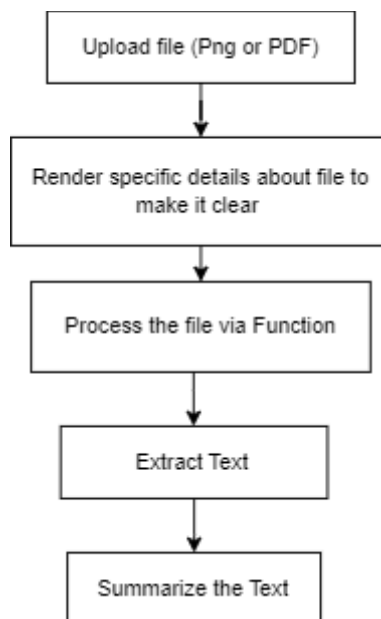 Upload file (Png or PDF)
Render specific details about file to
make it clear
Process the file via Function
Extract Text
Summarize the Text